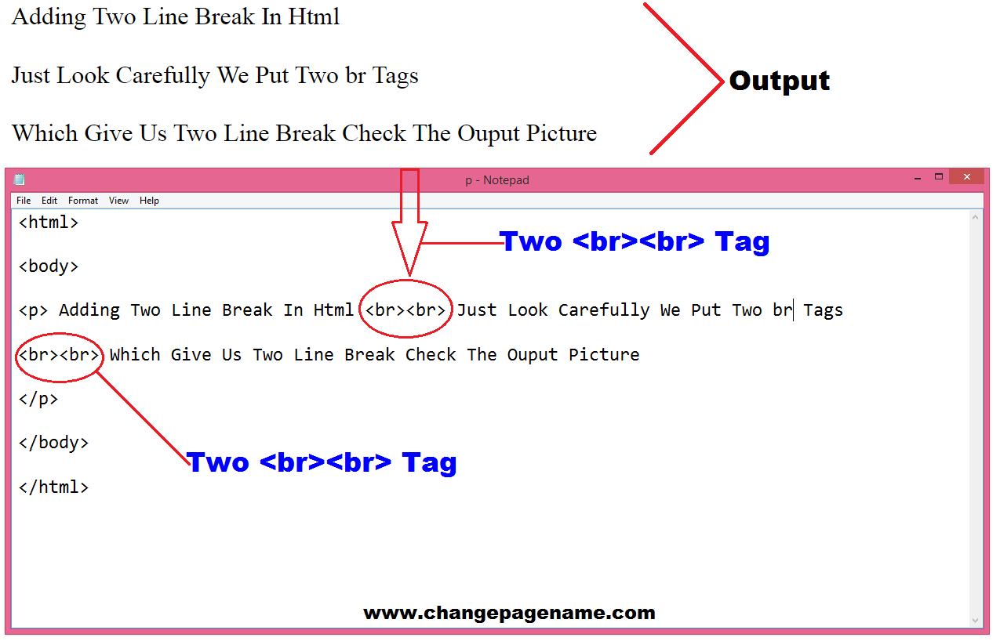 Adding Two Line Break In Html
Just Look Carefully We Put Two br Tags
Which Give Us Two Line Break Check The Ouput Picture
Output
p - Notepad
File Edit Format View Help
<html>
Two <br><br> Tag
<body>
<p> Adding Two Line Break In Html <br><br> Just Look Carefully We Put Two br Tags
<br><br> Which Give Us Two Line Break Check The Ouput Picture
</p>
</body>
Two <br><br> Tag
</html>
www.changepagename.com